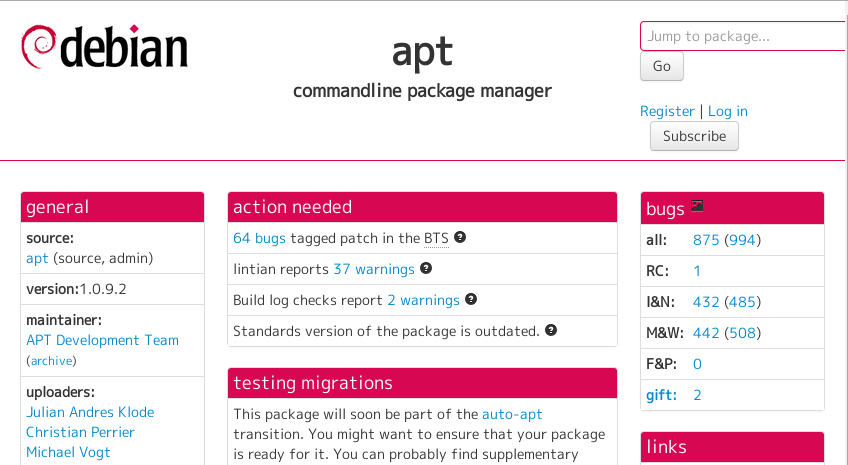 debian
apt
commandline package manager
Jump to package...
Go
Register | Log in
Subscribe
general
source:
apt (source, admin)
version:1.0.9.2
maintainer:
APT Development Team
(archive)
uploaders:
Julian Andres Klode
Christian Perrier
Michael Vogt
action needed
64 bugs tagged patch in the BTS ?
lintian reports 37 warnings ?
Build log checks report 2 warnings ?
Standards version of the package is outdated. ?
testing migrations
This package will soon be part of the auto-apt
transition. You might want to ensure that your package
is ready for it. You can probably find supplementary
bugs
all: 875 (994)
RC: 1
I&N: 432 (485)
M&W: 442 (508)
F&P: 0
gift: 2
links